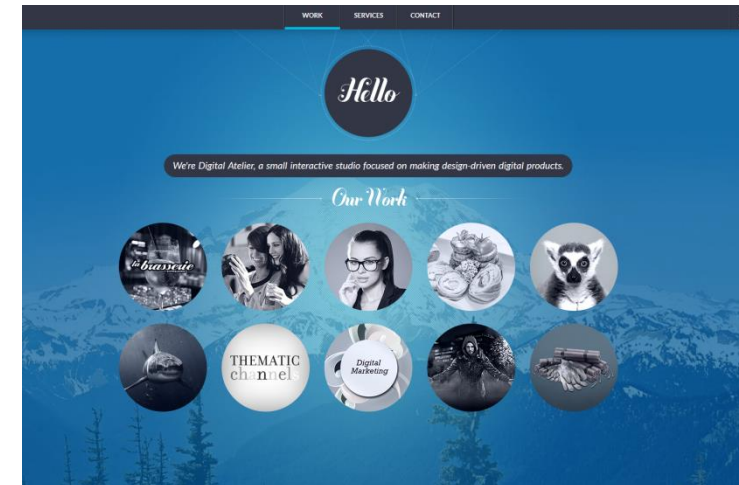 WORK SERVICES CONTACT
Hello
We're Digital Atelier, a small interactive studio focused on making design-driven digital products.
Our Work
la brasserie
THEMATIC
channels
Digital
Marketing